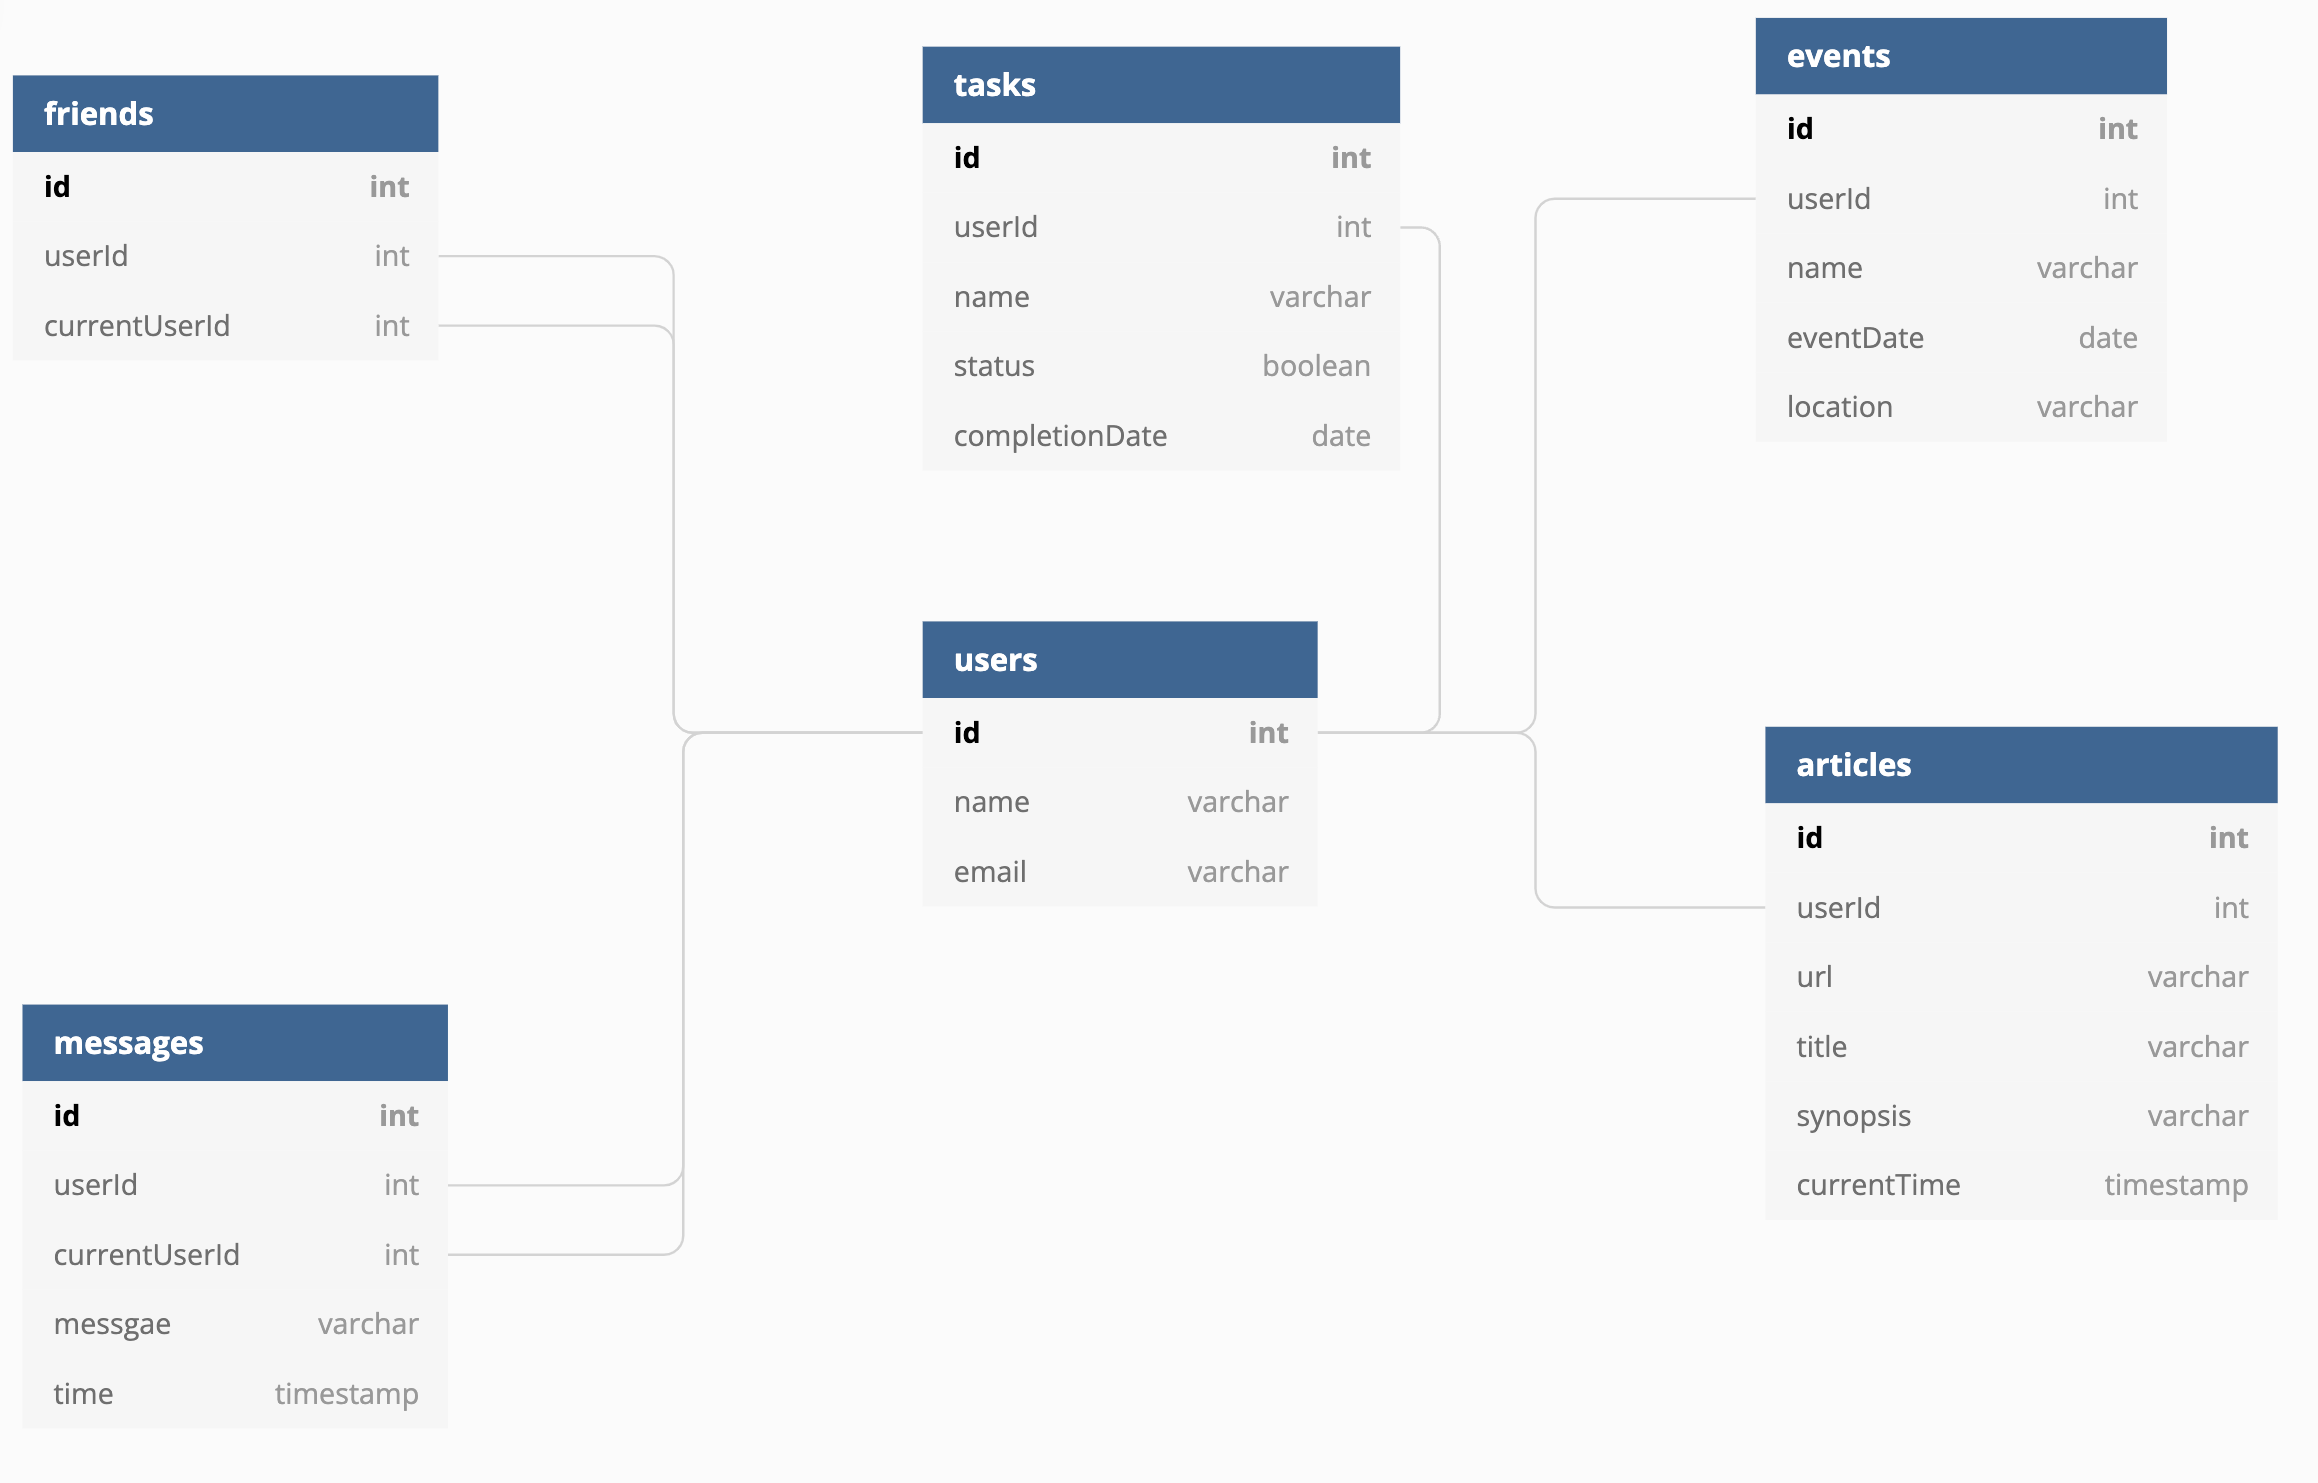 friends
id int
userId int
currentUserId int
tasks
id int
userId int
name varchar
status boolean
completionDate date
events
id int
userId int
name varchar
eventDate date
location varchar
users
id int
name varchar
email varchar
articles
id int
userId int
url varchar
title varchar
synopsis varchar
currentTime timestamp
messages
id int
userId int
currentUserId int
messgae varchar
time timestamp